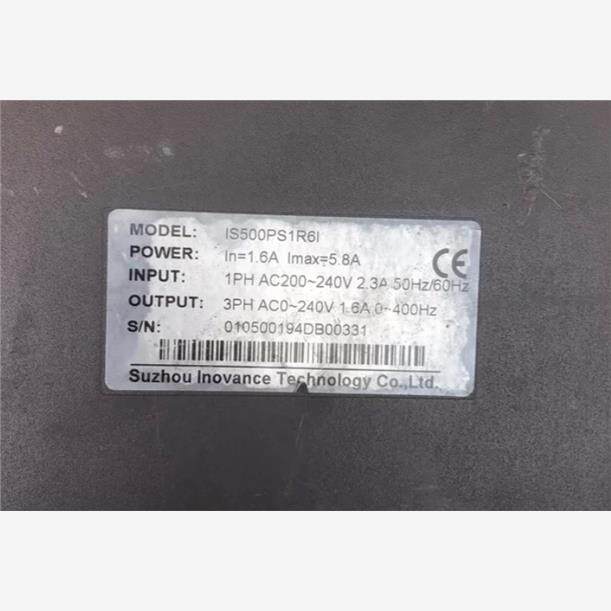 MODEL: IS500PS1R6I
POWER: In=1.6A Imax=5.8A
CE
INPUT: 1PH AC200~240V 2.3A 50Hz/60Hz
OUTPUT: 3PH AC0~240V 1.6A 0~400Hz
S/N: 010500194DB00331
Suzhou Inovance Technology Co.,Ltd.